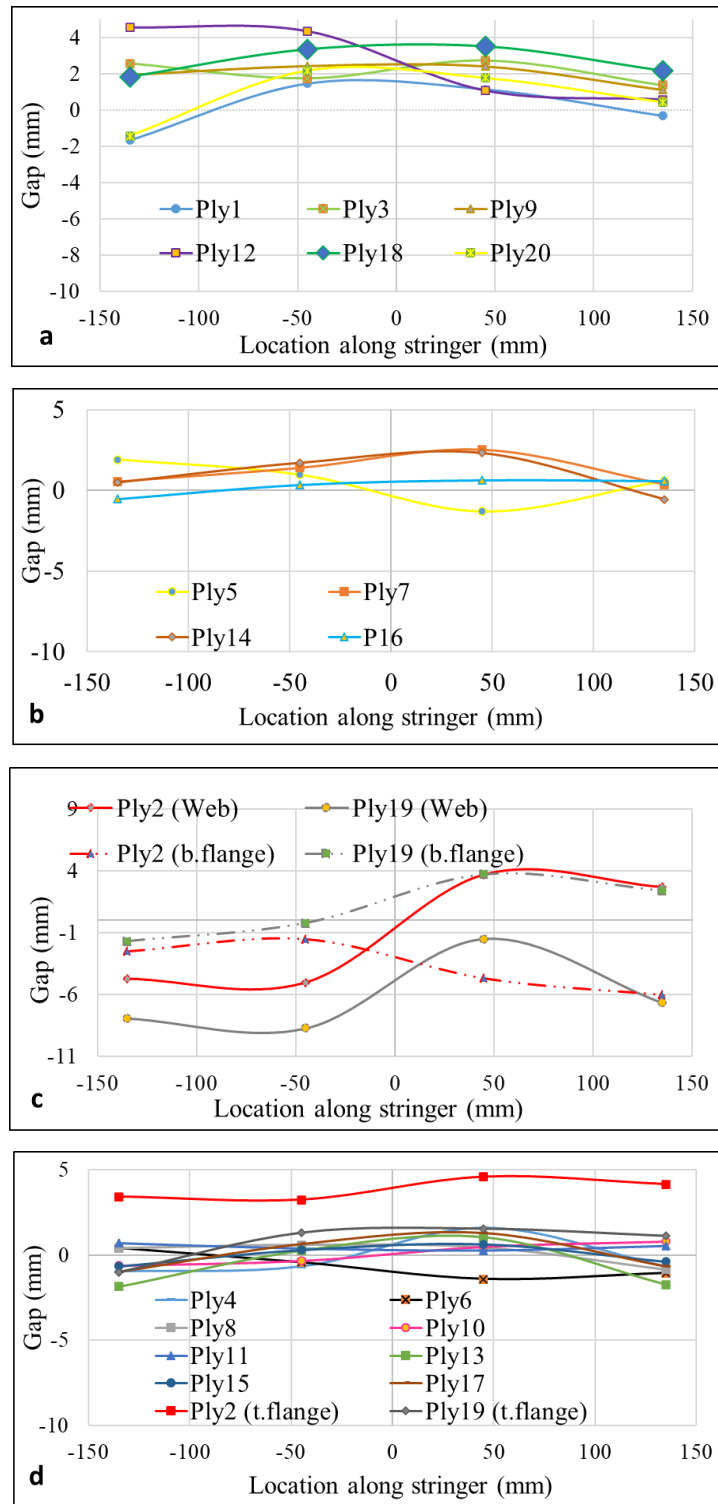 4
2
0
-2
-4
-6
-8
-10
Gap (mm)
Ply1 Ply3 Ply9
Ply12 Ply18 Ply20
-150 -100 -50 0 50 100 150
Location along stringer (mm)
a
5
0
-5
-10
Gap (mm)
Ply5 Ply7
Ply14 P16
-150 -100 -50 0 50 100 150
Location along stringer (mm)
b
9
4
-1
-6
-11
Gap (mm)
Ply2 (Web) Ply19 (Web)
Ply2 (b.flange) Ply19 (b.flange)
-150 -100 -50 0 50 100 150
Location along stringer (mm)
c
5
0
-5
-10
Gap (mm)
Ply4 Ply6
Ply8 Ply10
Ply11 Ply13
Ply15 Ply17
Ply2 (t.flange) Ply19 (t.flange)
-150 -100 -50 0 50 100 150
Location along stringer (mm)
d